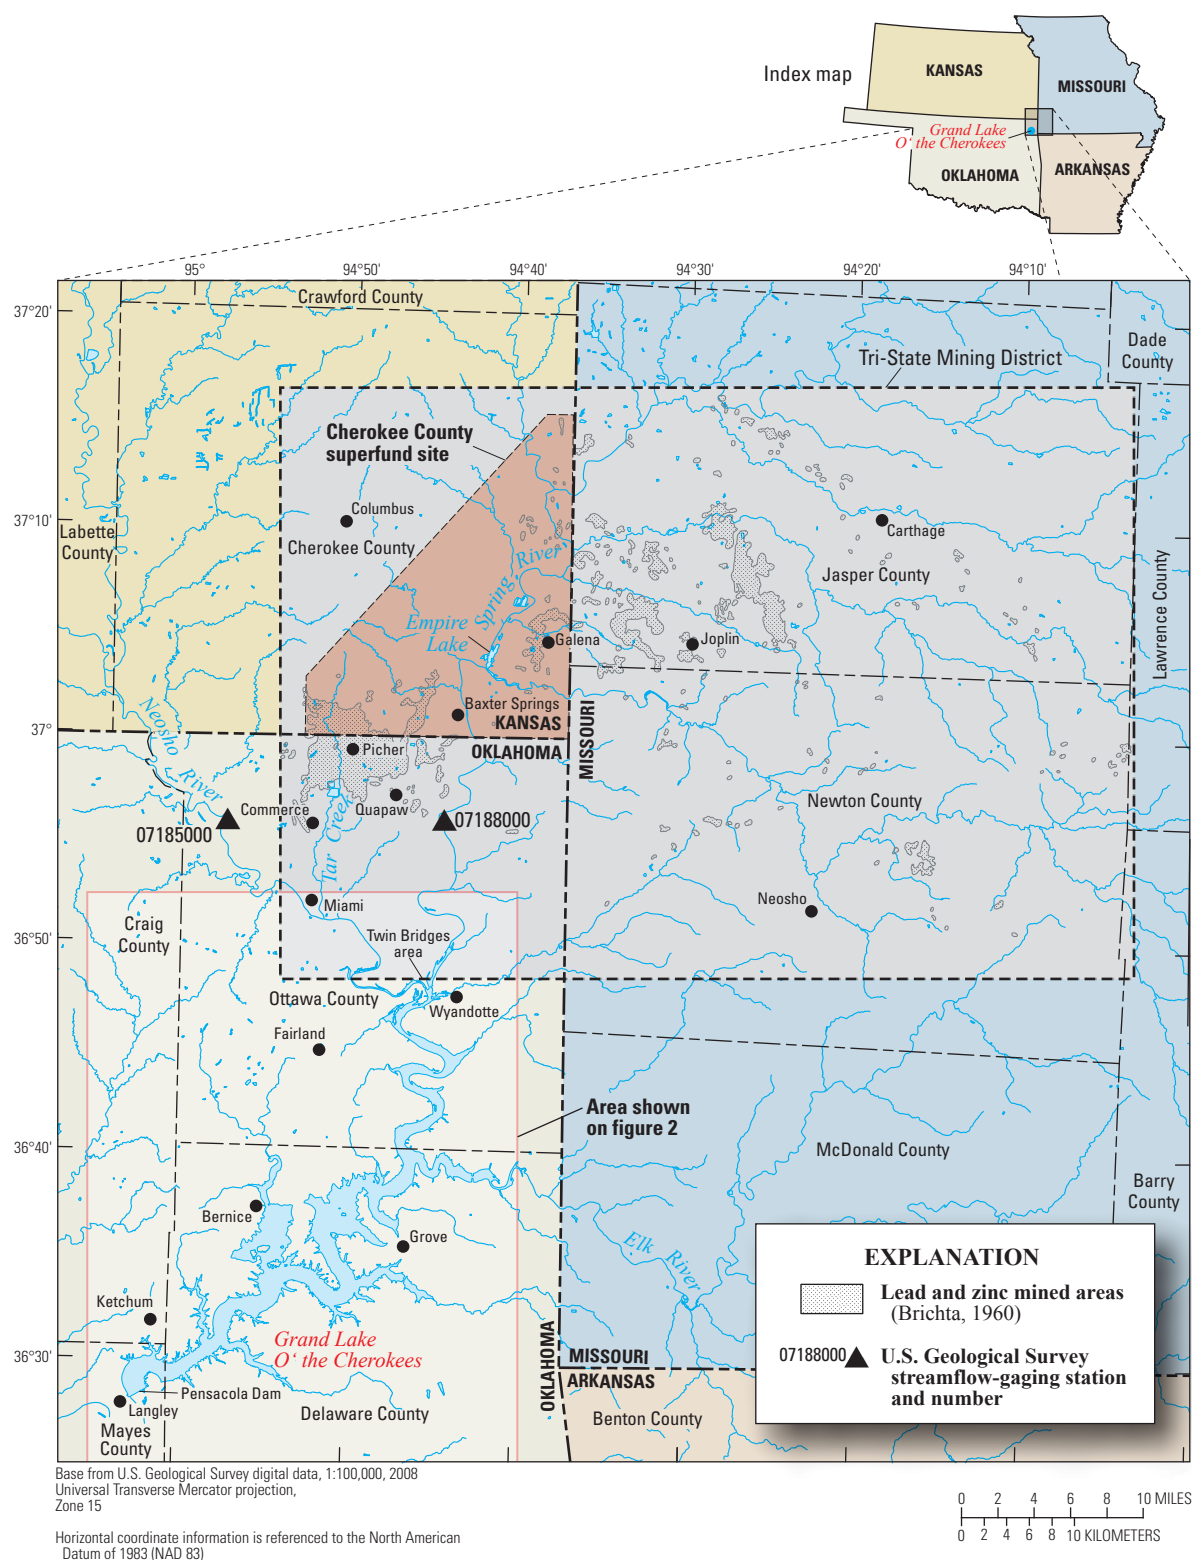 Index map
KANSAS
MISSOURI
Grand Lake
O' the Cherokees
OKLAHOMA
ARKANSAS
95°
94°50'
94°40'
94°30'
94°20'
94°10'
37°20'
37°10'
37°
36°50'
36°40'
36°30'
Crawford County
Dade
County
Tri-State Mining District
Cherokee County
superfund site
Columbus
Cherokee County
Labette
County
Carthage
Jasper County
Lawrence County
Spring River
Empire
Lake
Galena
Joplin
Baxter Springs
KANSAS
OKLAHOMA
MISSOURI
Neosho
River
Picher
Commerce
Quapaw
Tar Creek
07185000
07188000
Newton County
Neosho
Miami
Craig
County
Twin Bridges
area
Ottawa County
Wyandotte
Fairland
Area shown
on figure 2
McDonald County
Barry
County
Bernice
Grove
Elk River
Ketchum
Grand Lake
O' the Cherokees
OKLAHOMA
MISSOURI
ARKANSAS
Pensacola Dam
Langley
Delaware County
Mayes
County
Benton County
EXPLANATION
Lead and zinc mined areas
(Brichta, 1960)
07188000
U.S. Geological Survey
streamflow-gaging station
and number
Base from U.S. Geological Survey digital data, 1:100,000, 2008
Universal Transverse Mercator projection,
Zone 15
Horizontal coordinate information is referenced to the North American
Datum of 1983 (NAD 83)
0 2 4 6 8 10 MILES
0 2 4 6 8 10 KILOMETERS